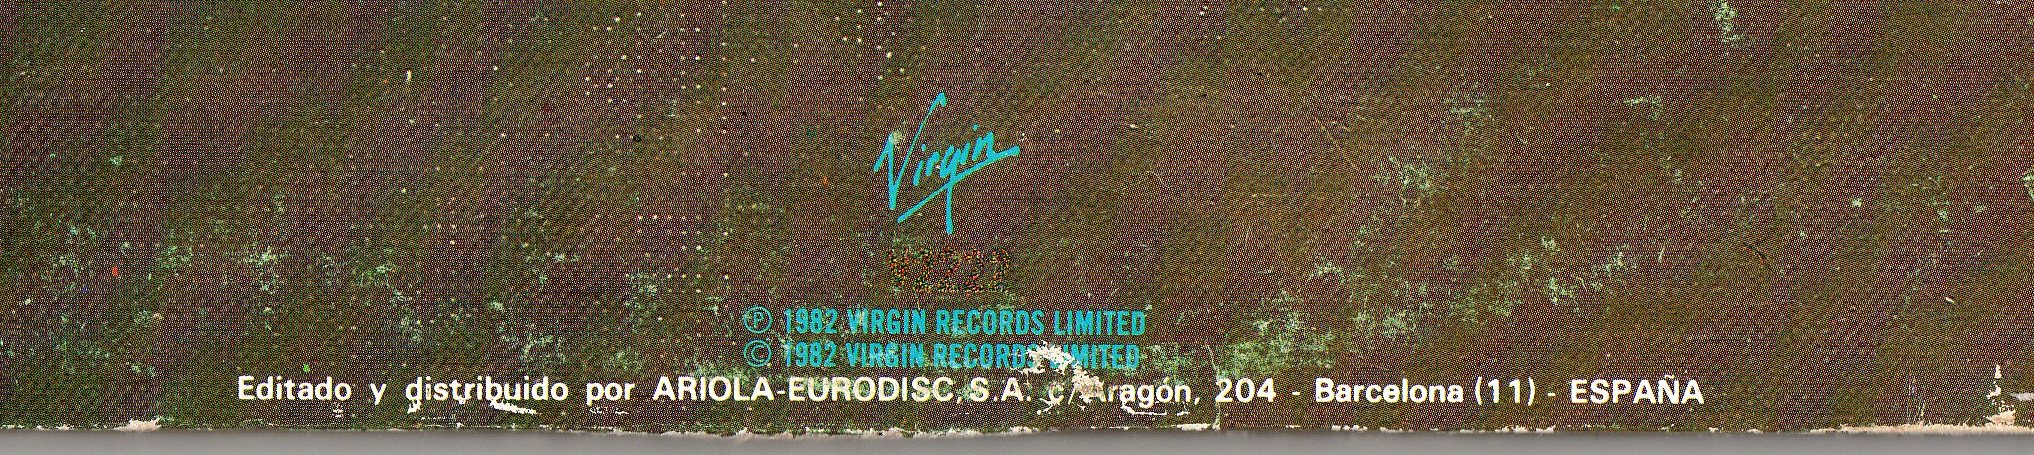 Virgin
V2222
℗ 1982 VIRGIN RECORDS LIMITED
© 1982 VIRGIN RECORDS LIMITED
Editado y distribuido por ARIOLA-EURODISC, S.A. c/ Aragón, 204 - Barcelona (11) - ESPAÑA